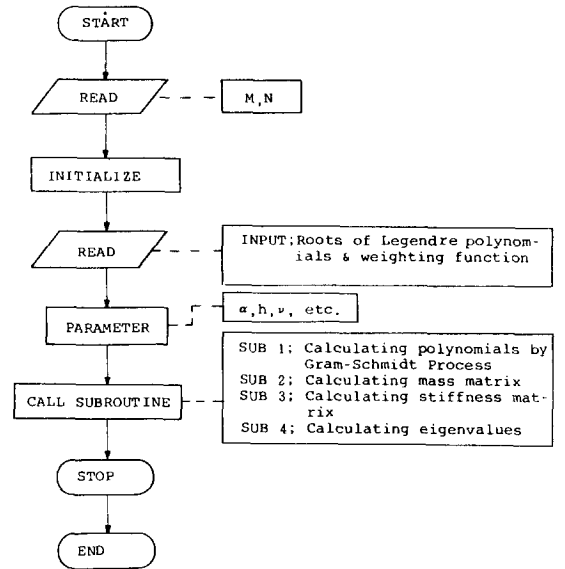 START
READ
M,N
INITIALIZE
READ
INPUT;Roots of Legendre polynom-
ials & weighting function
PARAMETER
α,h,ν, etc.
CALL SUBROUTINE
SUB 1; Calculating polynomials by
Gram-Schmidt Process
SUB 2; Calculating mass matrix
SUB 3; Calculating stiffness mat-
rix
SUB 4; Calculating eigenvalues
STOP
END